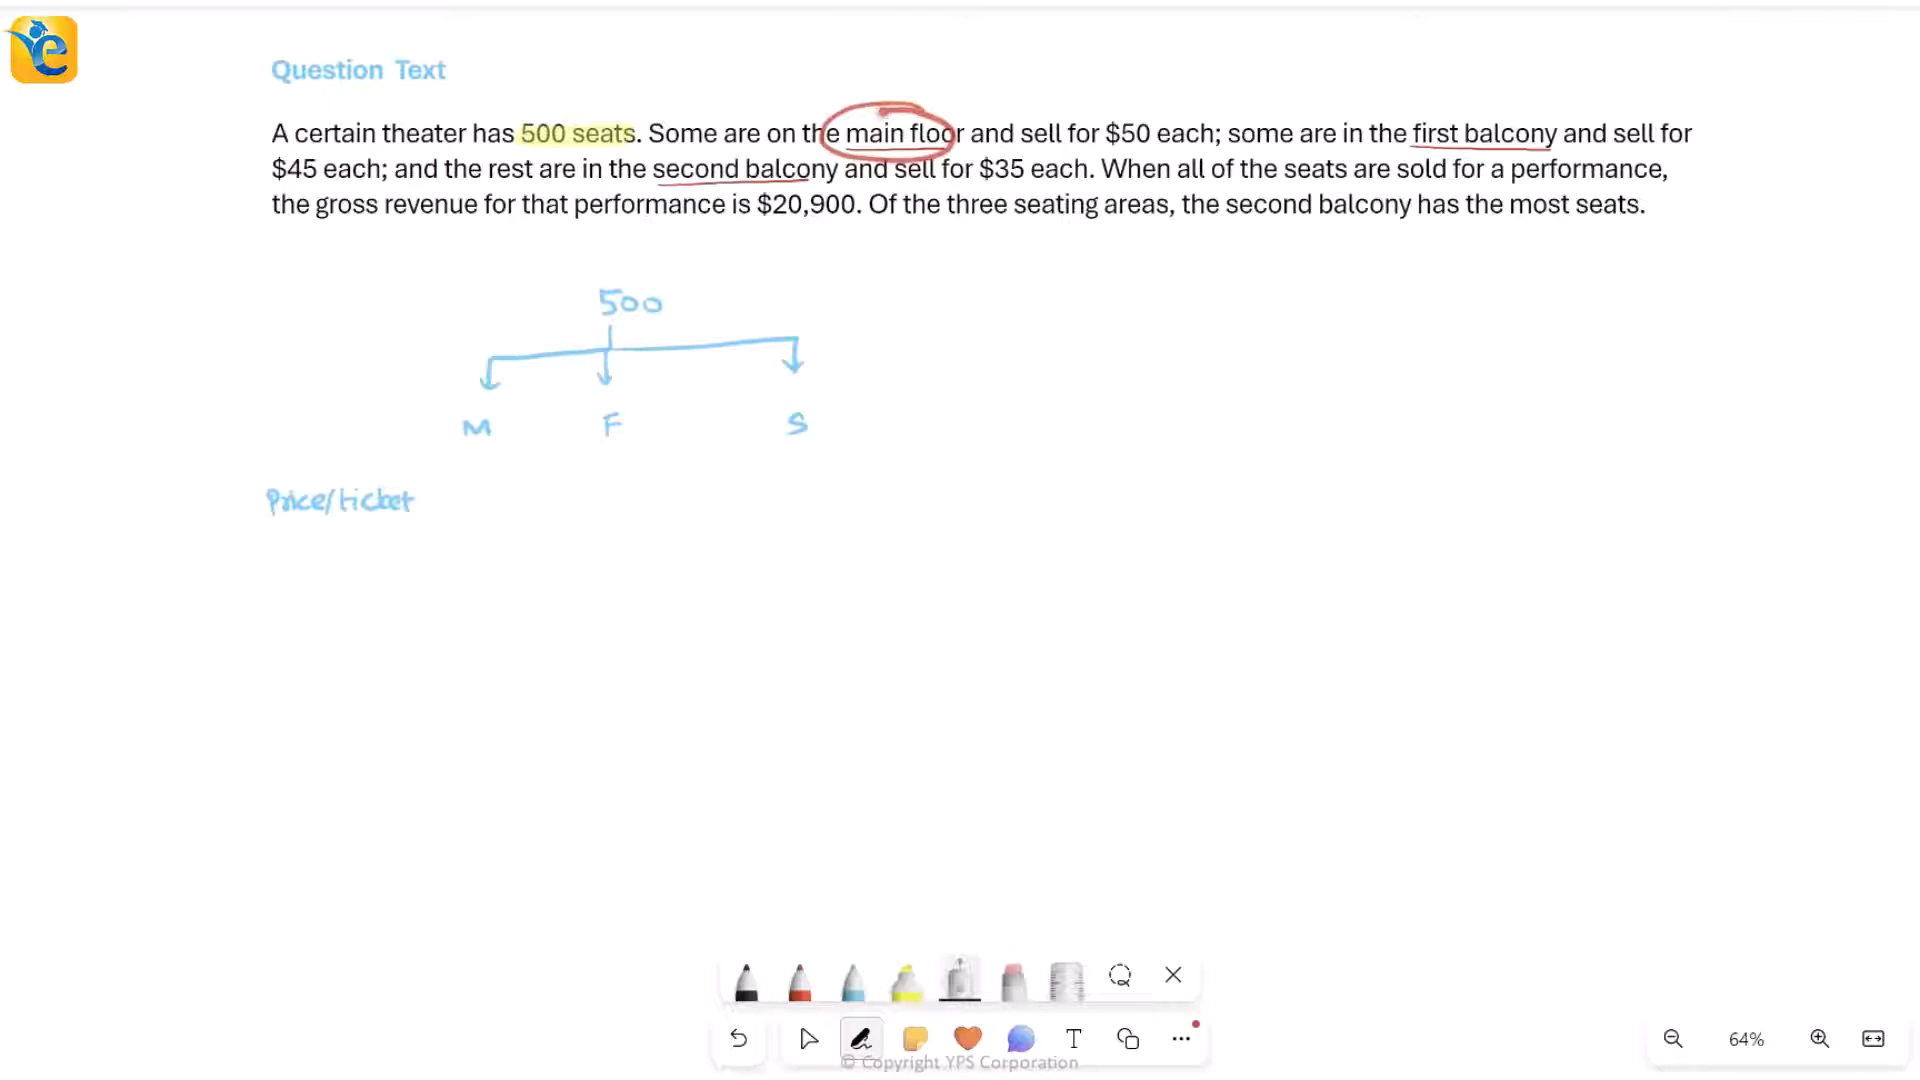 Question Text
A certain theater has 500 seats. Some are on the main floor and sell for $50 each; some are in the first balcony and sell for
$45 each; and the rest are in the second balcony and sell for $35 each. When all of the seats are sold for a performance,
the gross revenue for that performance is $20,900. Of the three seating areas, the second balcony has the most seats.
500
M F S
Price/ticket
T
64%
© Copyright YPS Corporation